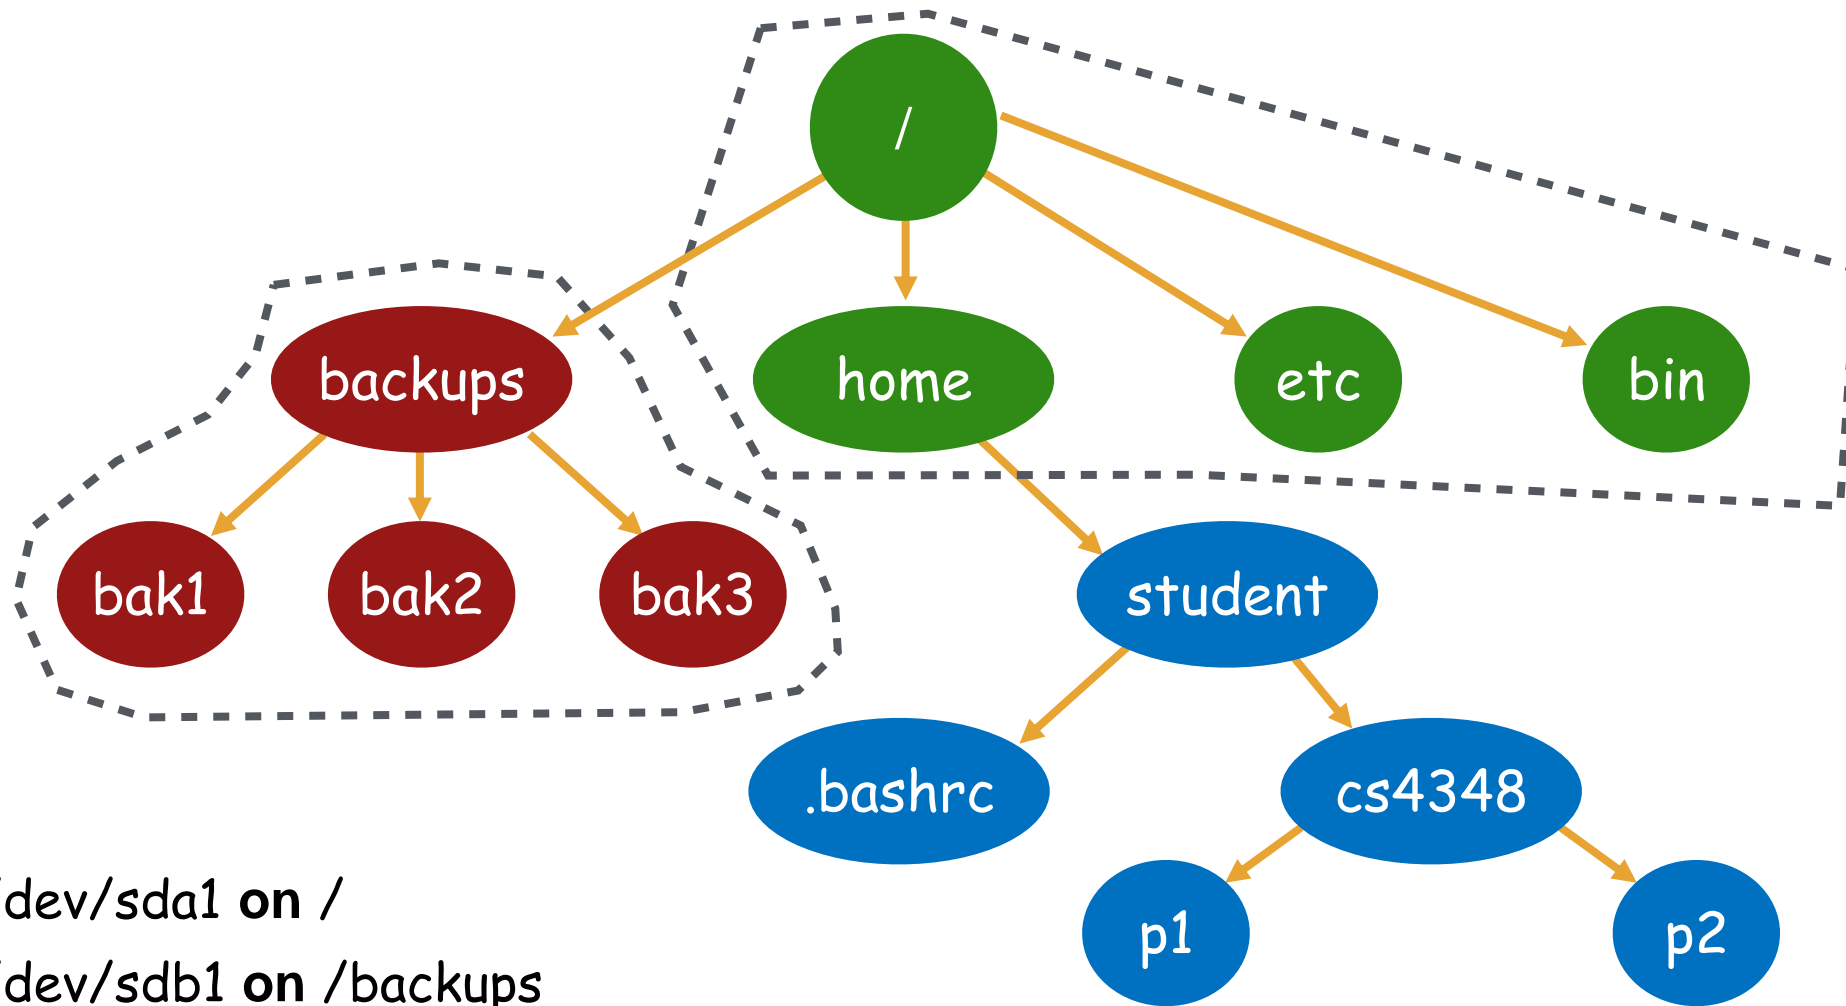 /
backups
home
etc
bin
bak1
bak2
bak3
student
.bashrc
cs4348
p1
p2
/dev/sda1 on /
/dev/sdb1 on /backups